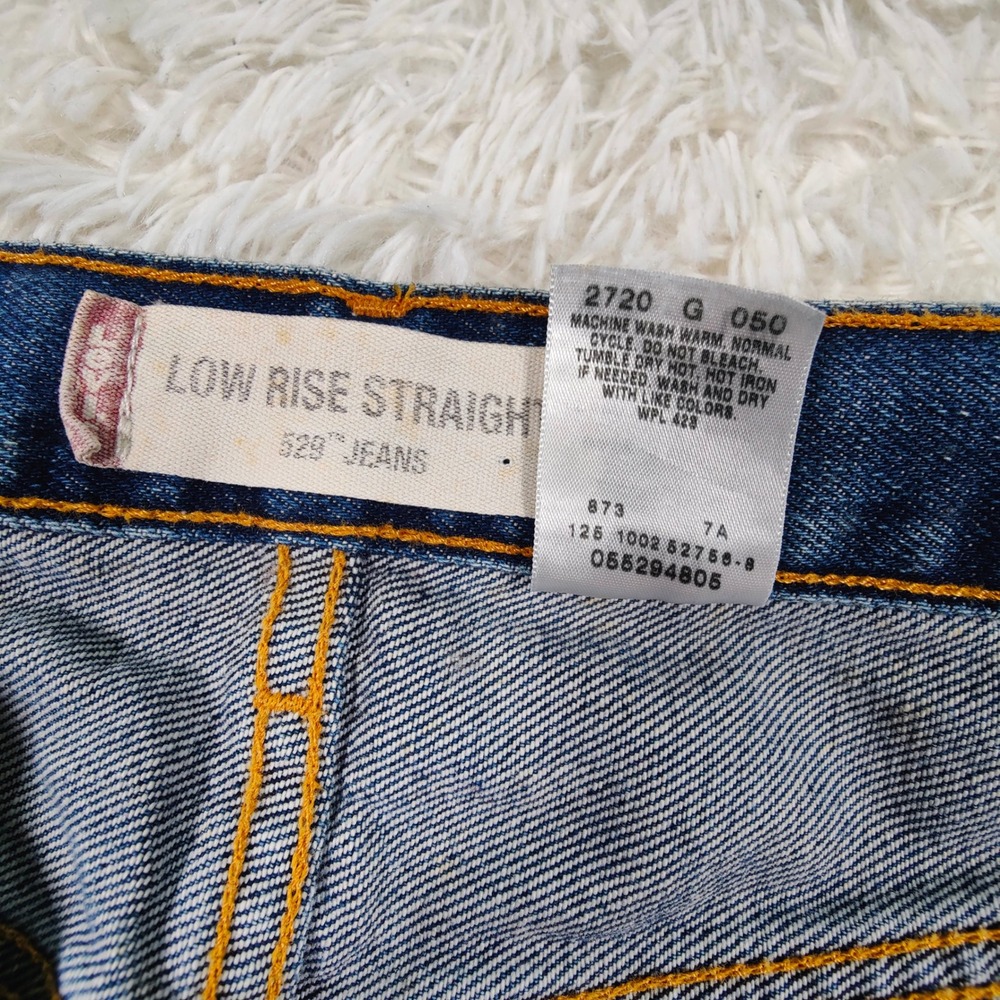 LOW RISE STRAIGHT
529™ JEANS
2720 G 050
MACHINE WASH WARM, NORMAL
CYCLE. DO NOT BLEACH.
TUMBLE DRY HOT. HOT IRON
IF NEEDED. WASH AND DRY
WITH LIKE COLORS.
WPL 423
873 7A
125 1002 52756-8
055294805